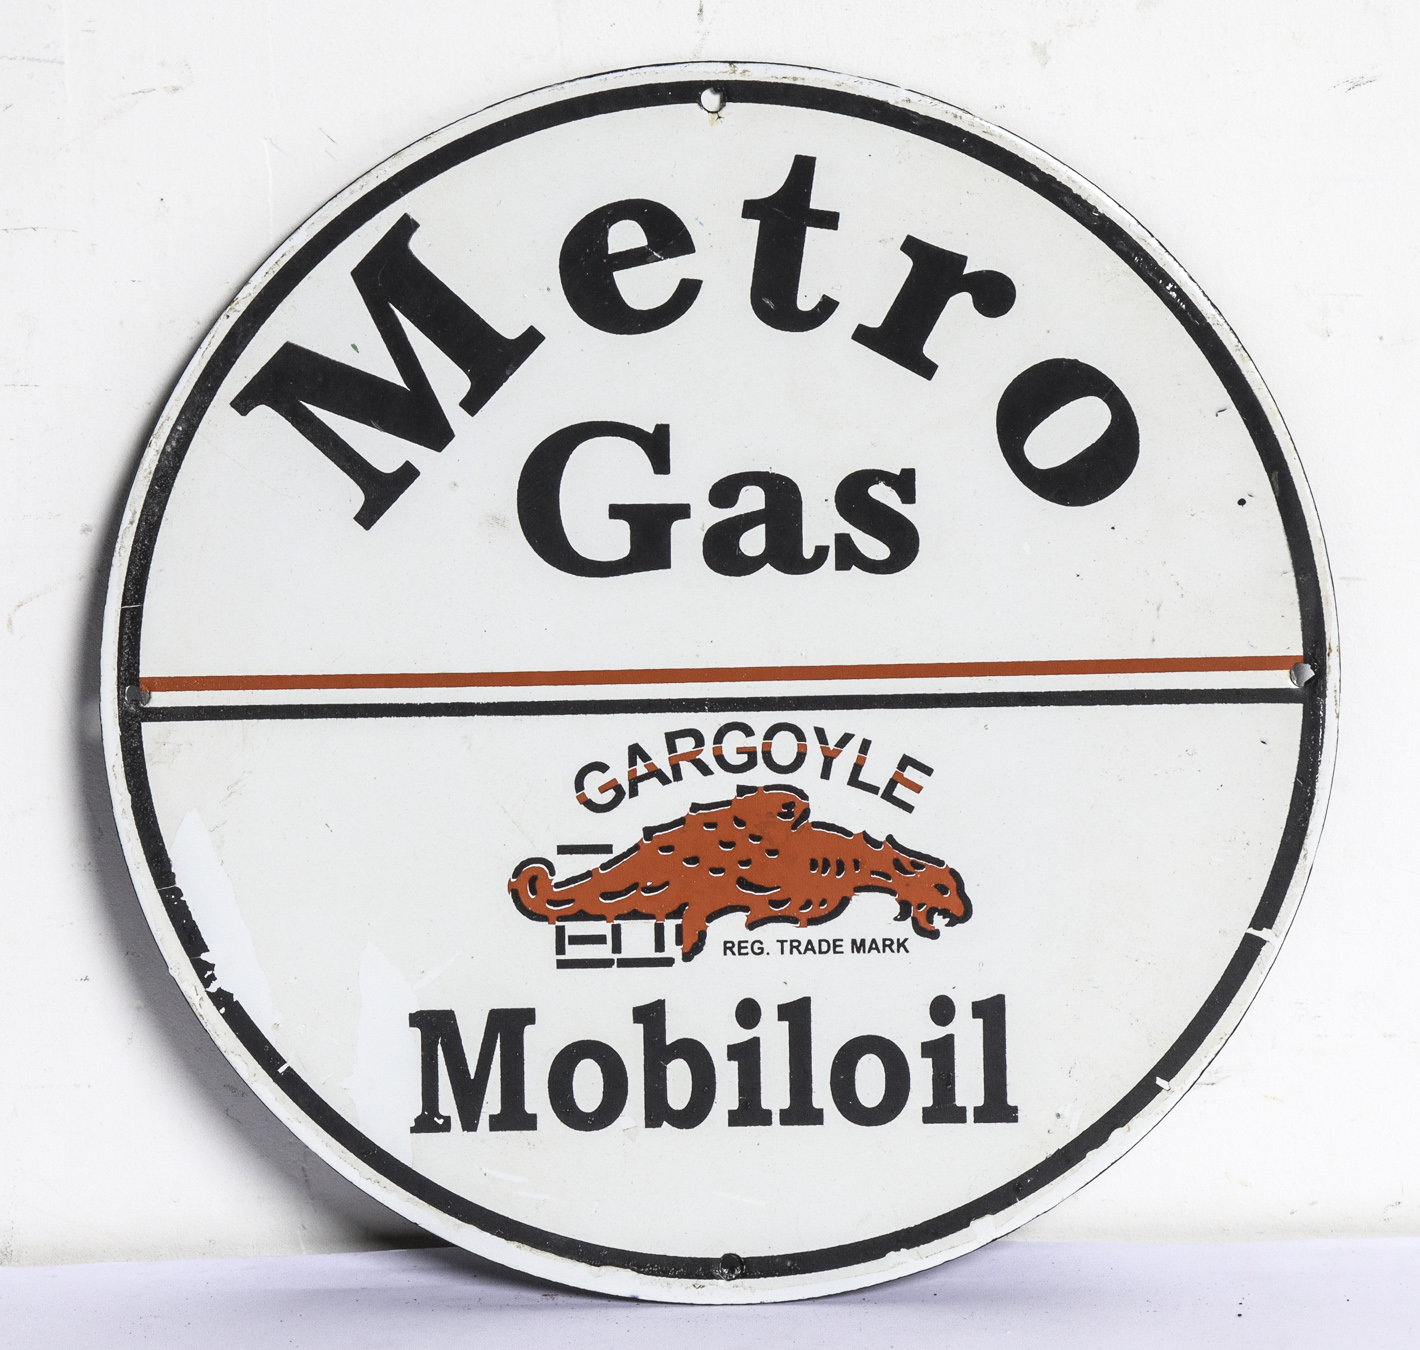 Metro
Gas
GARGOYLE
REG. TRADE MARK
Mobiloil